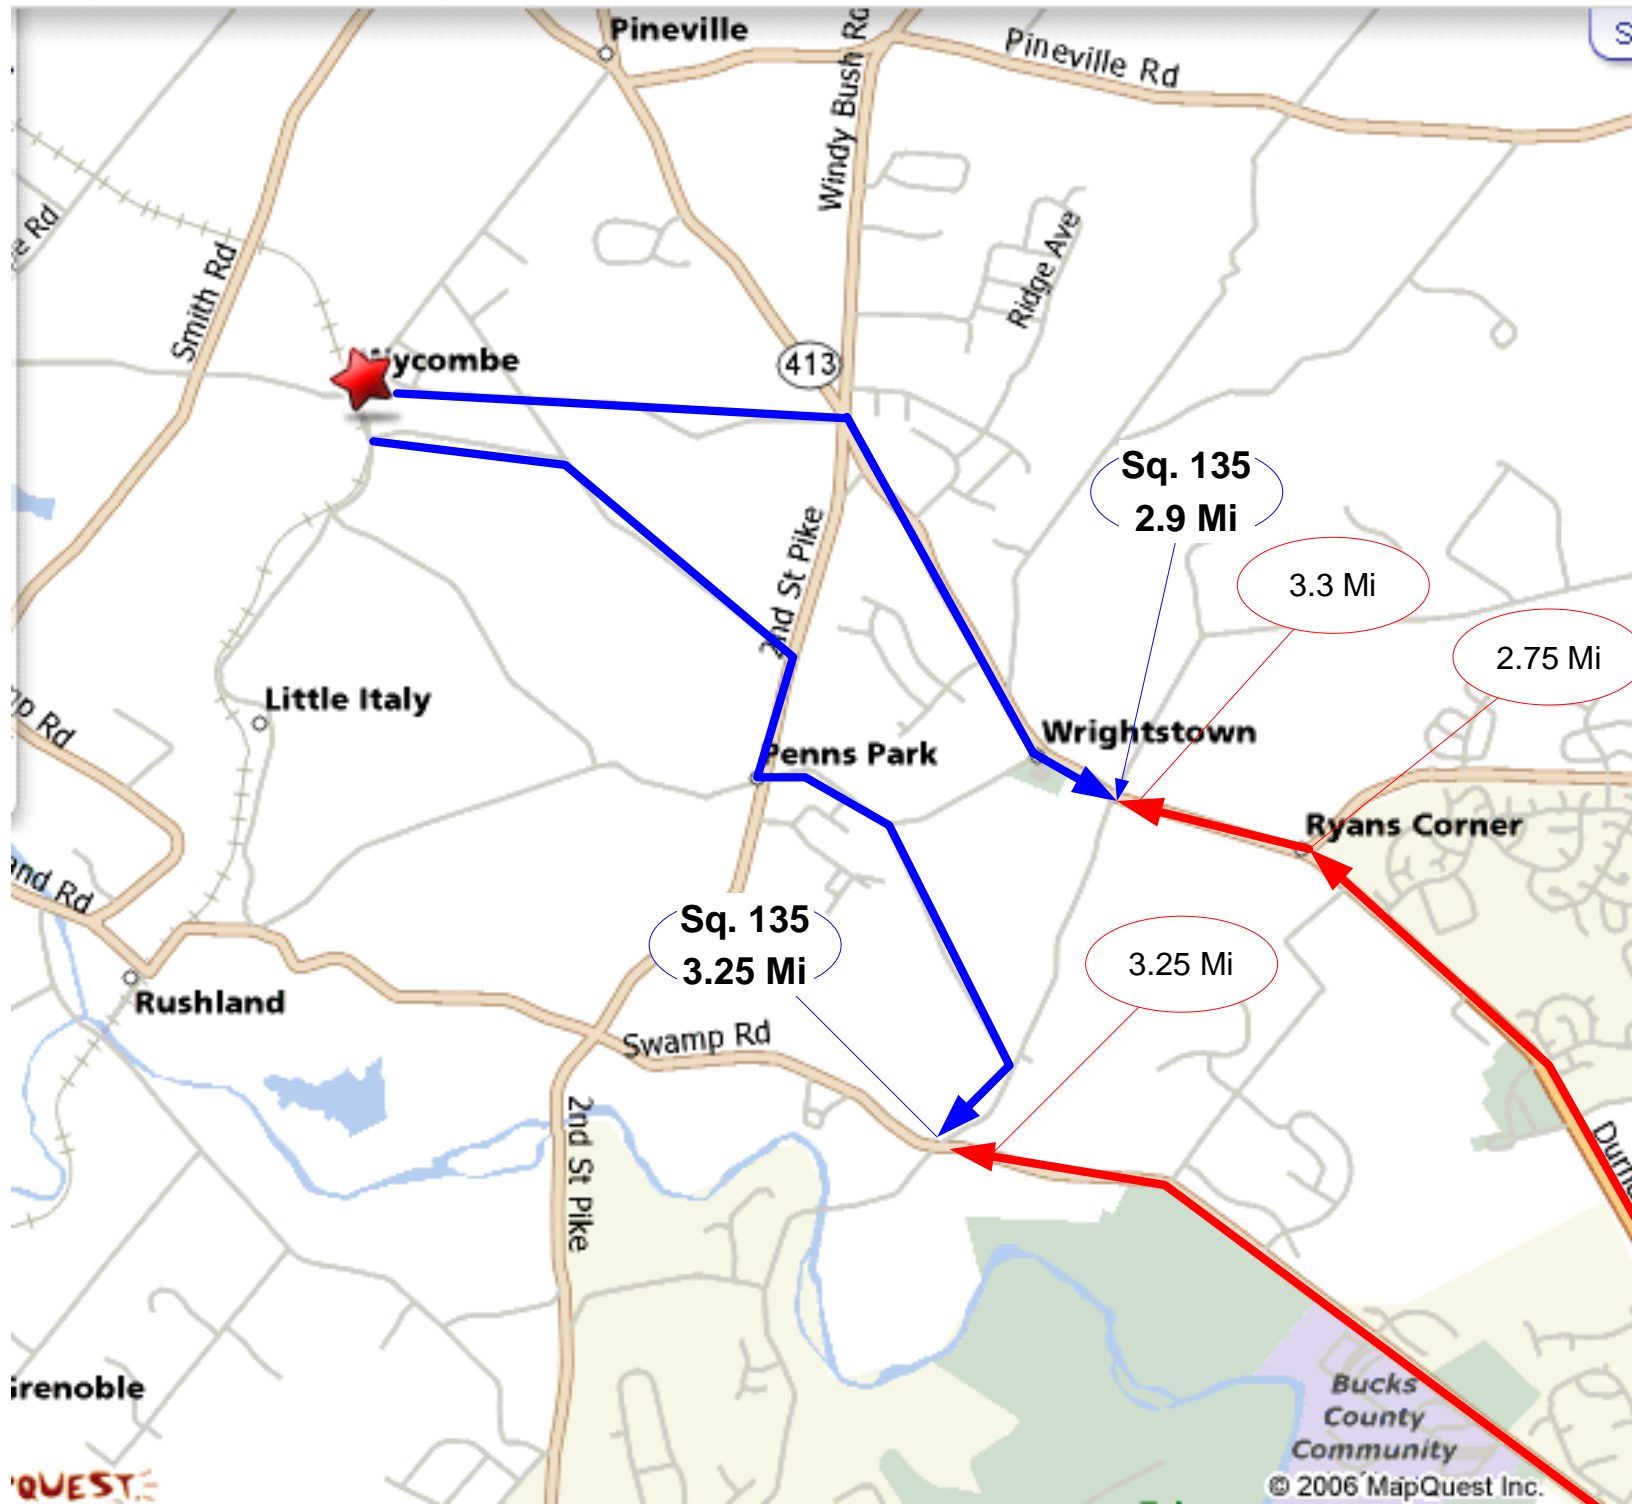 S
Pineville
Pineville Rd
Windy Bush Rd
Rd
Smith Rd
Ridge Ave
413
Sq. 135
2.9 Mi
3.3 Mi
2.75 Mi
2nd St Pike
Little Italy
Rd
Penns Park
Wrightstown
Ryans Corner
Rd
Sq. 135
3.25 Mi
3.25 Mi
Rushland
Swamp Rd
2nd St Pike
Bucks
County
Community
QUEST
© 2006 MapQuest Inc.